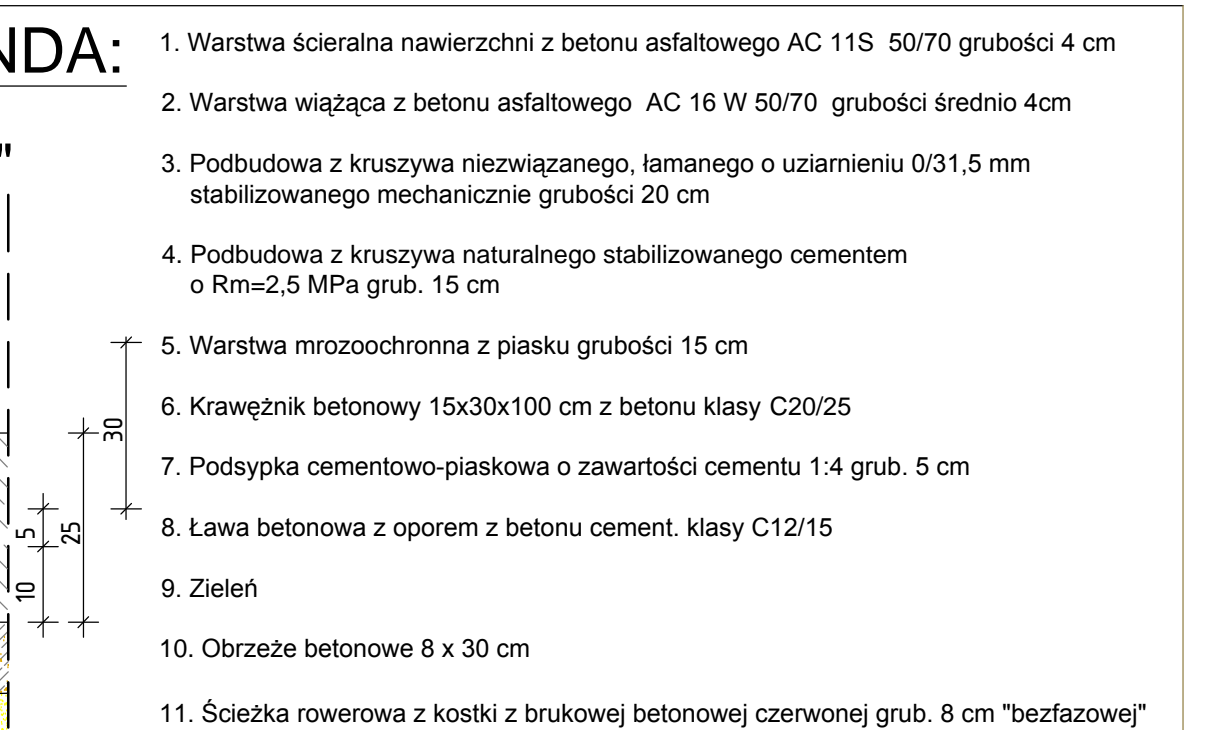 NDA:
1. Warstwa ścieralna nawierzchni z betonu asfaltowego AC 11S 50/70 grubości 4 cm
2. Warstwa wiążąca z betonu asfaltowego AC 16 W 50/70 grubości średnio 4cm
"
3. Podbudowa z kruszywa niezwiązanego, łamanego o uziarnieniu 0/31,5 mm
stabilizowanego mechanicznie grubości 20 cm
4. Podbudowa z kruszywa naturalnego stabilizowanego cementem
o Rm=2,5 MPa grub. 15 cm
5. Warstwa mrozoochronna z piasku grubości 15 cm
6. Krawężnik betonowy 15x30x100 cm z betonu klasy C20/25
7. Podsypka cementowo-piaskowa o zawartości cementu 1:4 grub. 5 cm
8. Ława betonowa z oporem z betonu cement. klasy C12/15
9. Zieleń
10. Obrzeże betonowe 8 x 30 cm
11. Ścieżka rowerowa z kostki z brukowej betonowej czerwonej grub. 8 cm "bezfazowej"
30
5
25
10